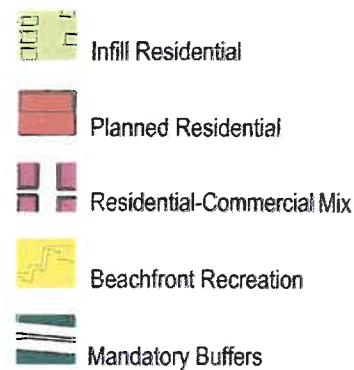 Infill Residential
Planned Residential
Residential-Commercial Mix
Beachfront Recreation
Mandatory Buffers